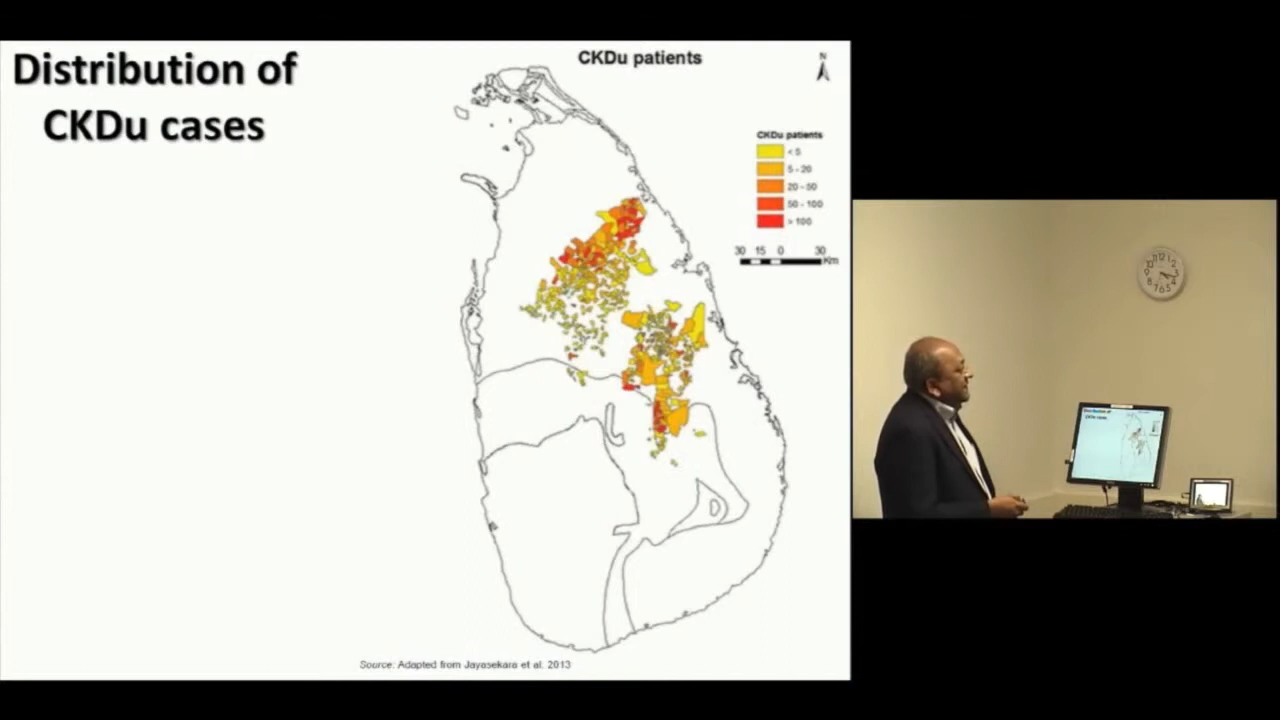 Distribution of
CKDu cases
CKDu patients
N
CKDu patients
< 5
5 - 20
20 - 50
50 - 100
> 100
30 15 0 30
Km
Source: Adapted from Jayasekara et al. 2013